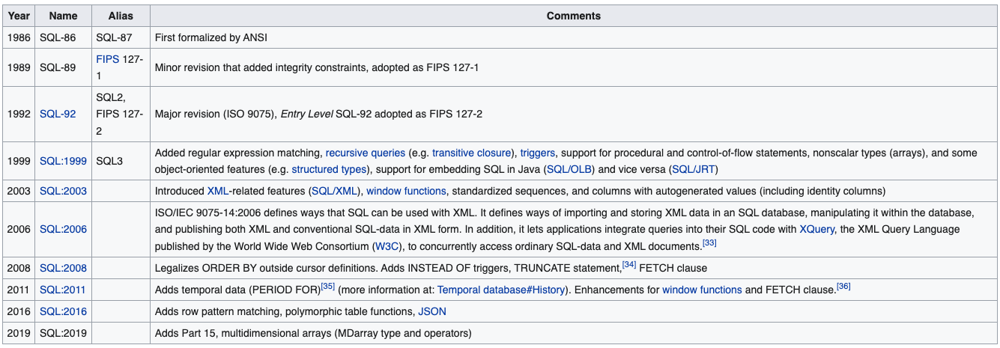 Year Name Alias Comments
1986 SQL-86 SQL-87 First formalized by ANSI
1989 SQL-89 FIPS 127-
1 Minor revision that added integrity constraints, adopted as FIPS 127-1
1992 SQL-92 SQL2,
FIPS 127-
2 Major revision (ISO 9075), Entry Level SQL-92 adopted as FIPS 127-2
1999 SQL:1999 SQL3 Added regular expression matching, recursive queries (e.g. transitive closure), triggers, support for procedural and control-of-flow statements, nonscalar types (arrays), and some
object-oriented features (e.g. structured types), support for embedding SQL in Java (SQL/OLB) and vice versa (SQL/JRT)
2003 SQL:2003 Introduced XML-related features (SQL/XML), window functions, standardized sequences, and columns with autogenerated values (including identity columns)
2006 SQL:2006 ISO/IEC 9075-14:2006 defines ways that SQL can be used with XML. It defines ways of importing and storing XML data in an SQL database, manipulating it within the database,
and publishing both XML and conventional SQL-data in XML form. In addition, it lets applications integrate queries into their SQL code with XQuery, the XML Query Language
published by the World Wide Web Consortium (W3C), to concurrently access ordinary SQL-data and XML documents.[33]
2008 SQL:2008 Legalizes ORDER BY outside cursor definitions. Adds INSTEAD OF triggers, TRUNCATE statement,[34] FETCH clause
2011 SQL:2011 Adds temporal data (PERIOD FOR)[35] (more information at: Temporal database#History). Enhancements for window functions and FETCH clause.[36]
2016 SQL:2016 Adds row pattern matching, polymorphic table functions, JSON
2019 SQL:2019 Adds Part 15, multidimensional arrays (MDarray type and operators)